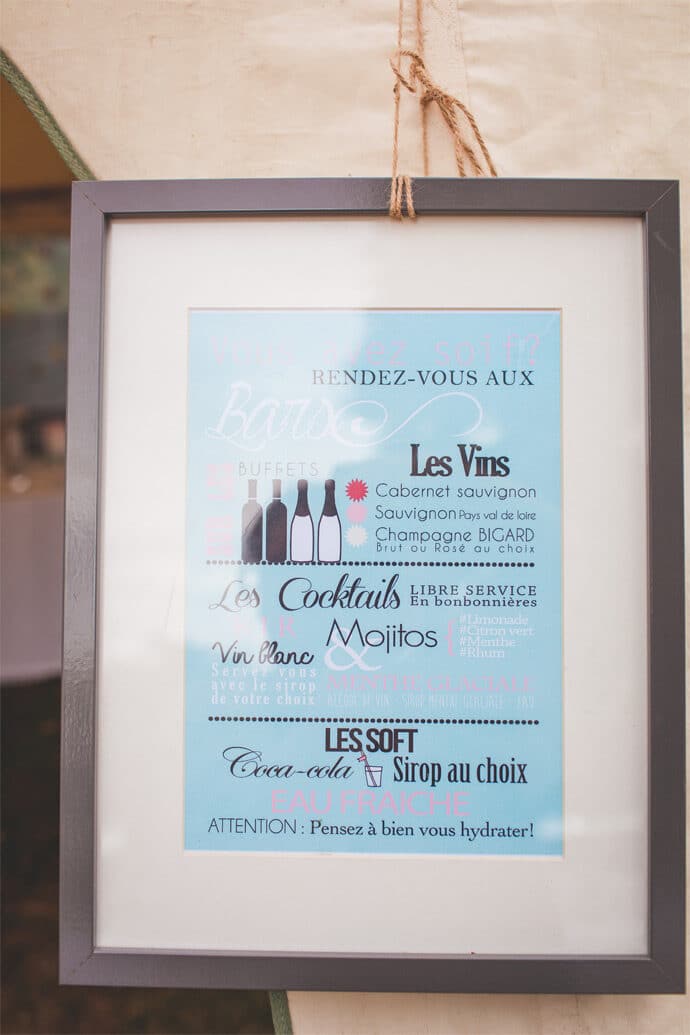 Vous avez soif?
RENDEZ-VOUS AUX
Bars
BUFFETS
Les Vins
Cabernet sauvignon
Sauvignon Pays val de loire
Champagne BIGARD
Brut ou Rosé au choix
Les Cocktails
LIBRE SERVICE
En bonbonnières
BAR
Vin blanc
Servez vous
avec le sirop
de votre choix
&
Mojitos {
#Limonade
#Citron vert
#Menthe
#Rhum
MENTHE GLACIALE
LES SOFT
Coca-cola
Sirop au choix
EAU FRAICHE
ATTENTION : Pensez à bien vous hydrater!